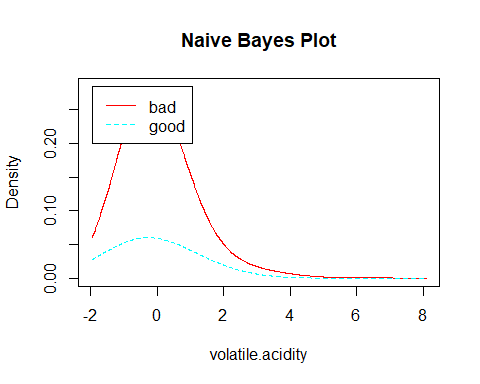 Naive Bayes Plot
bad
good
Density
0.00
0.10
0.20
-2
0
2
4
6
8
volatile.acidity